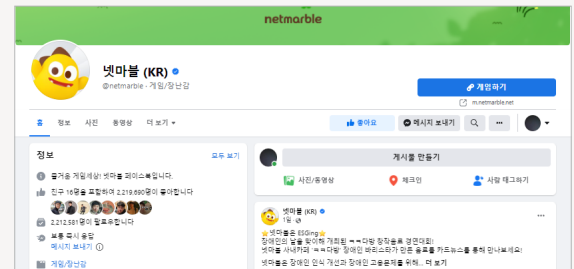 netmarble
넷마블 (KR)
@netmarble · 게임/장난감
게임하기
m.netmarble.net
홈 정보 사진 동영상 더 보기
좋아요 메시지 보내기
정보 모두 보기
즐거운 게임세상! 넷마블 페이스북입니다.
친구 16명을 포함하여 2,219,690명이 좋아합니다
2,212,581명이 팔로우합니다
보통 즉시 응답
메시지 보내기
게임/장난감
게시물 만들기
사진/동영상 체크인 사람 태그하기
넷마블 (KR)
1일
넷마블은 ESGing
장애인의 날을 맞이해 개최된 ㅋㅋ다방 창작음료 경연대회!
넷마블 사내카페 'ㅋㅋ다방' 장애인 바리스타가 만든 음료를 카드뉴스를 통해 만나보세요!
넷마블은 장애인 인식 개선과 장애인 고용문제를 위해... 더 보기